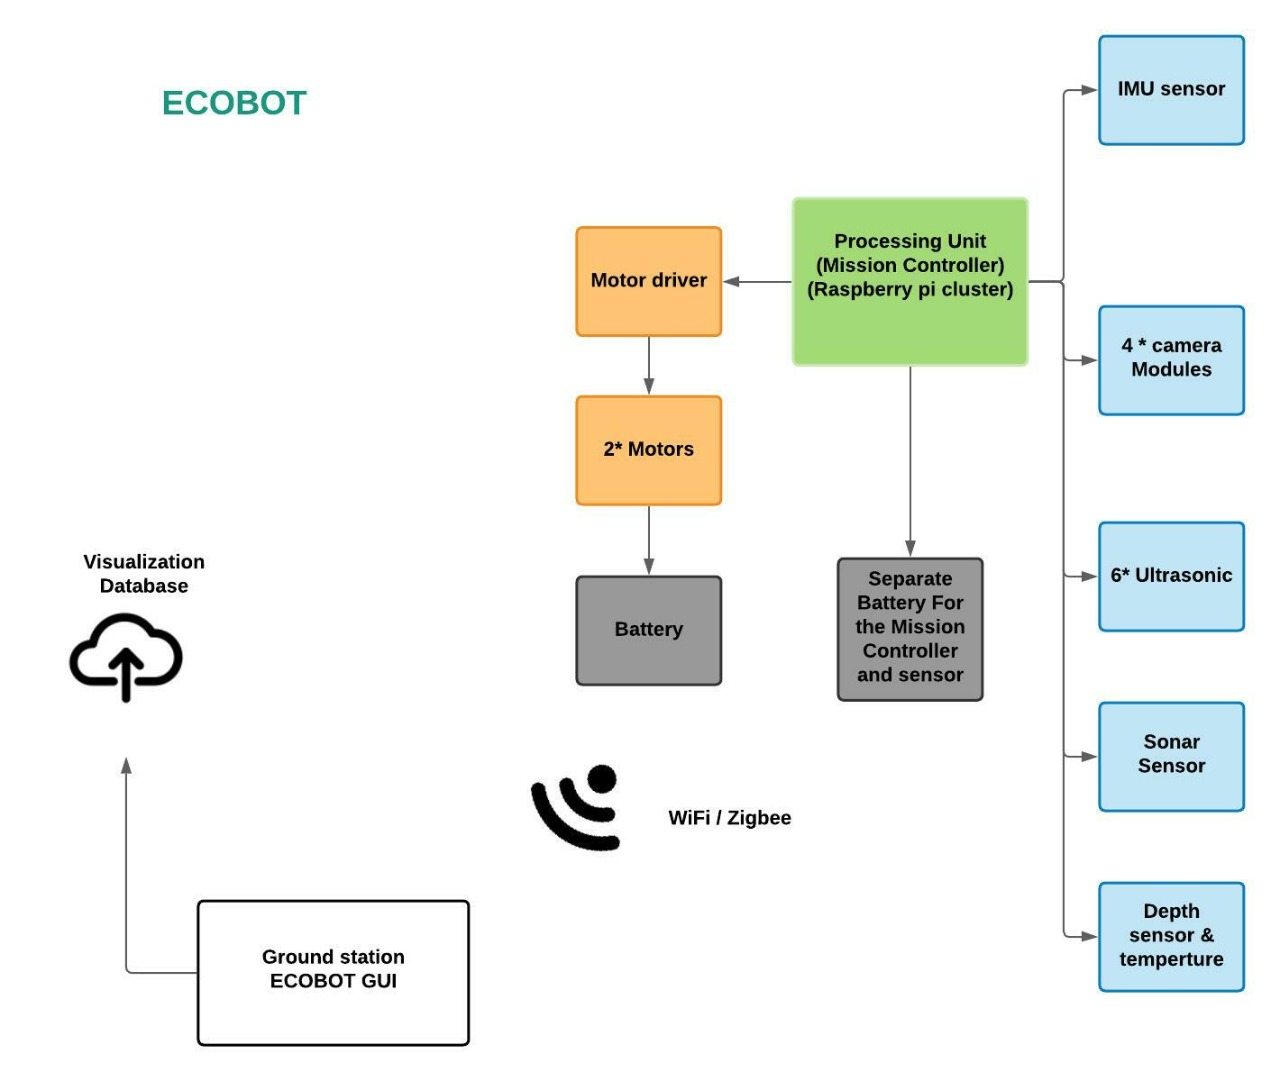 ECOBOT
IMU sensor
Processing Unit
(Mission Controller)
(Raspberry pi cluster)
Motor driver
4 * camera
Modules
2* Motors
6* Ultrasonic
Separate
Battery For
the Mission
Controller
and sensor
Battery
Visualization
Database
Sonar
Sensor
WiFi / Zigbee
Depth
sensor &
temperture
Ground station
ECOBOT GUI